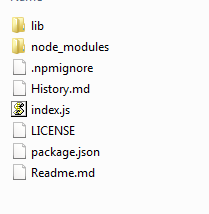 lib
node_modules
.npmignore
History.md
index.js
LICENSE
package.json
Readme.md